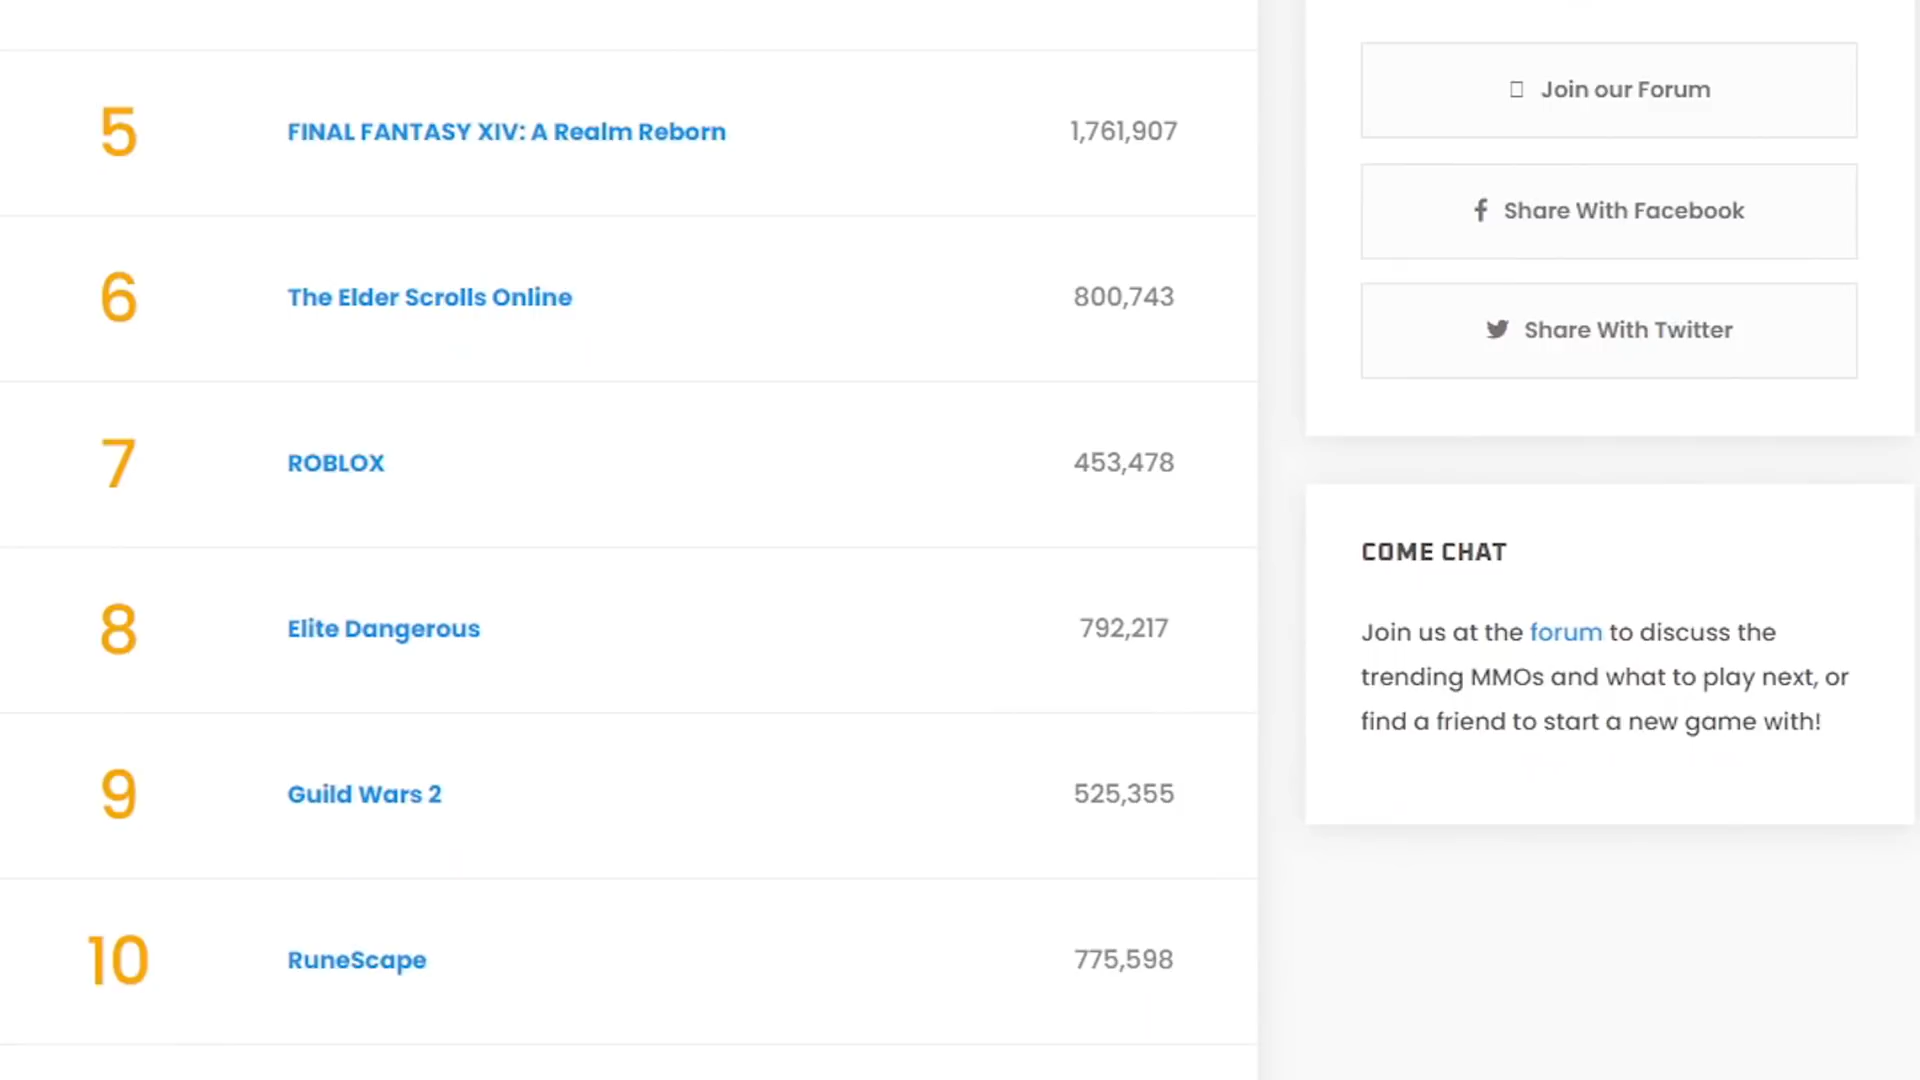 5 FINAL FANTASY XIV: A Realm Reborn 1,761,907
6 The Elder Scrolls Online 800,743
7 ROBLOX 453,478
8 Elite Dangerous 792,217
9 Guild Wars 2 525,355
10 RuneScape 775,598
Join our Forum
Share With Facebook
Share With Twitter
COME CHAT
Join us at the forum to discuss the
trending MMOs and what to play next, or
find a friend to start a new game with!